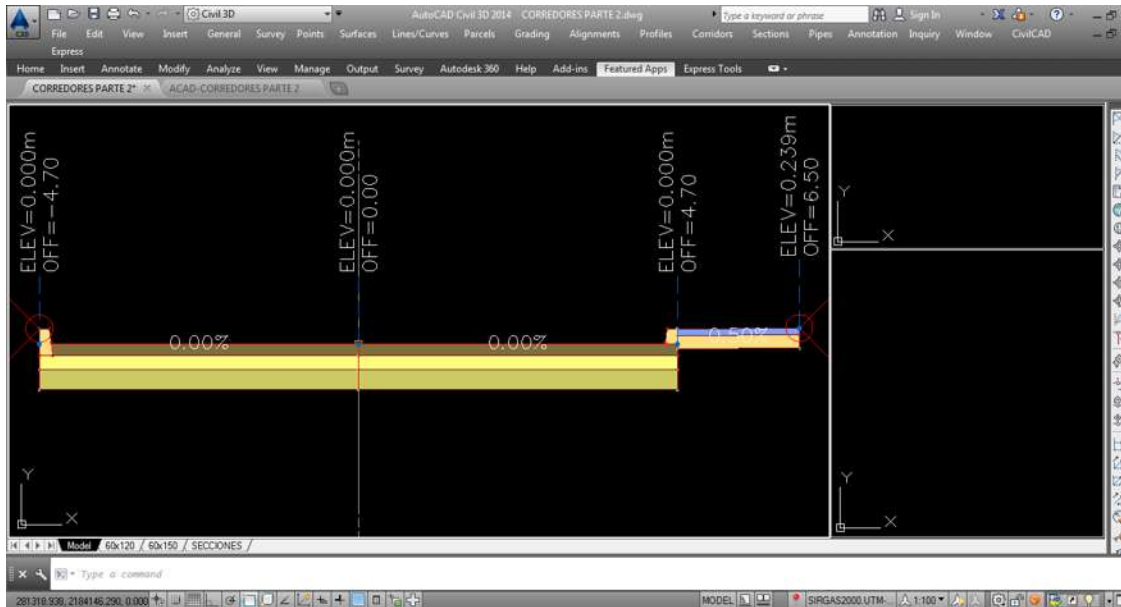 Civil 3D
AutoCAD Civil 3D 2014 CORREDORES PARTE 2.dwg
Type a keyword or phrase
Sign In
File Edit View Insert General Survey Points Surfaces Lines/Curves Parcels Grading Alignments Profiles Corridors Sections Pipes Annotation Inquiry Window CivilCAD
Express
Home Insert Annotate Modify Analyze View Manage Output Survey Autodesk 360 Help Add-ins Featured Apps Express Tools
CORREDORES PARTE 2* ACAD-CORREDORES PARTE 2
ELEV=0.000m
OFF=-4.70
ELEV=0.000m
OFF=0.00
ELEV=0.000m
OFF=4.70
ELEV=0.239m
OFF=6.50
0.00%
0.00%
0.50%
Y
X
Y
X
Y
X
Model 60x120 60x150 SECCIONES
Type a command
281318.938, 2184146.290, 0.000
MODEL
SIRGAS2000.UTM-...
1:100